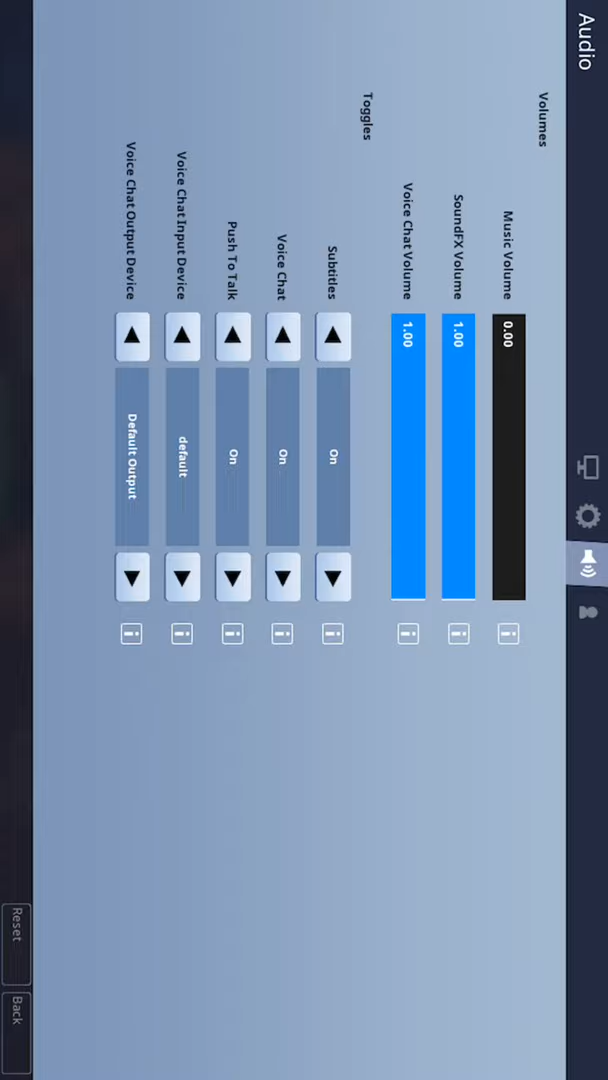 Audio
Volumes
Music Volume 0.00
SoundFX Volume 1.00
Voice Chat Volume 1.00
Toggles
Subtitles On
Voice Chat On
Push To Talk On
Voice Chat Input Device default
Voice Chat Output Device Default Output
Reset Back